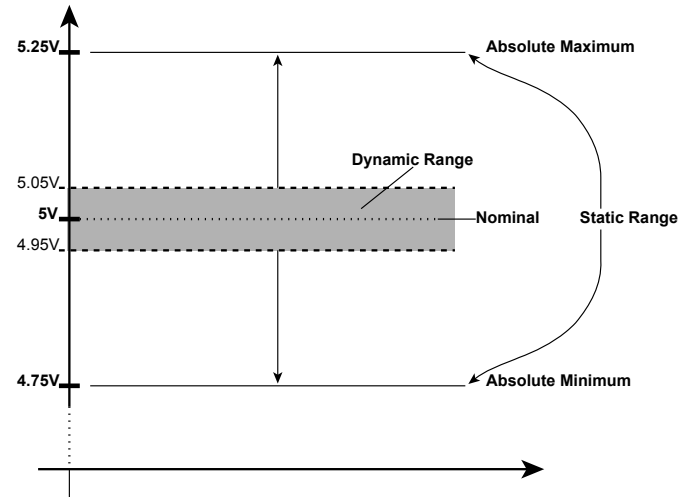 5.25V
Absolute Maximum
Dynamic Range
5.05V
5V
Nominal
Static Range
4.95V
4.75V
Absolute Minimum